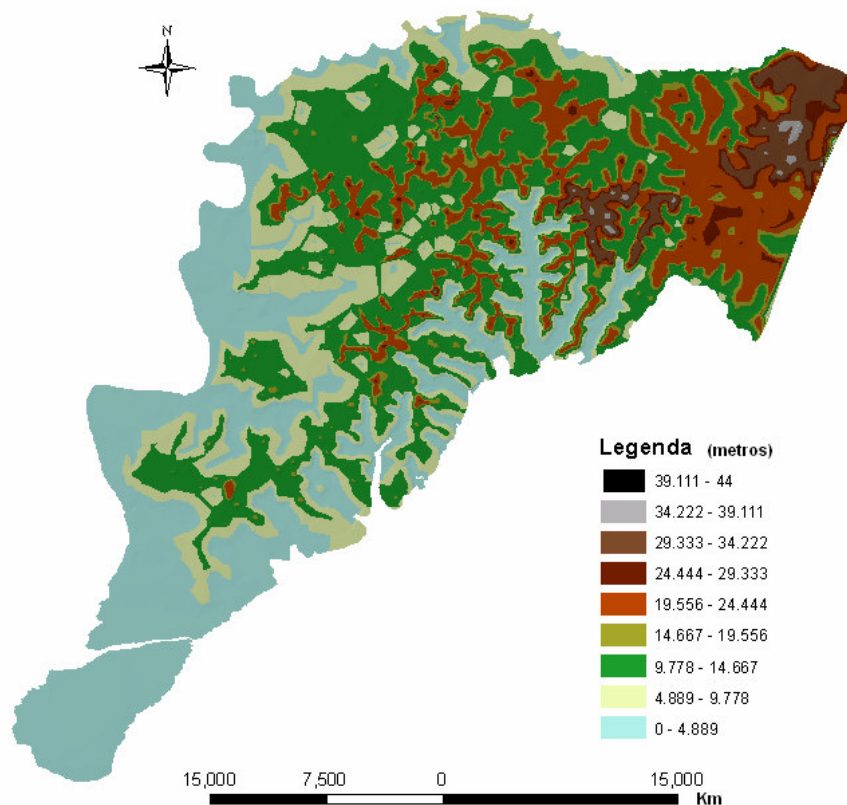 N
Legenda (metros)
39.111 - 44
34.222 - 39.111
29.333 - 34.222
24.444 - 29.333
19.556 - 24.444
14.667 - 19.556
9.778 - 14.667
4.889 - 9.778
0 - 4.889
15,000 7,500 0 15,000
Km